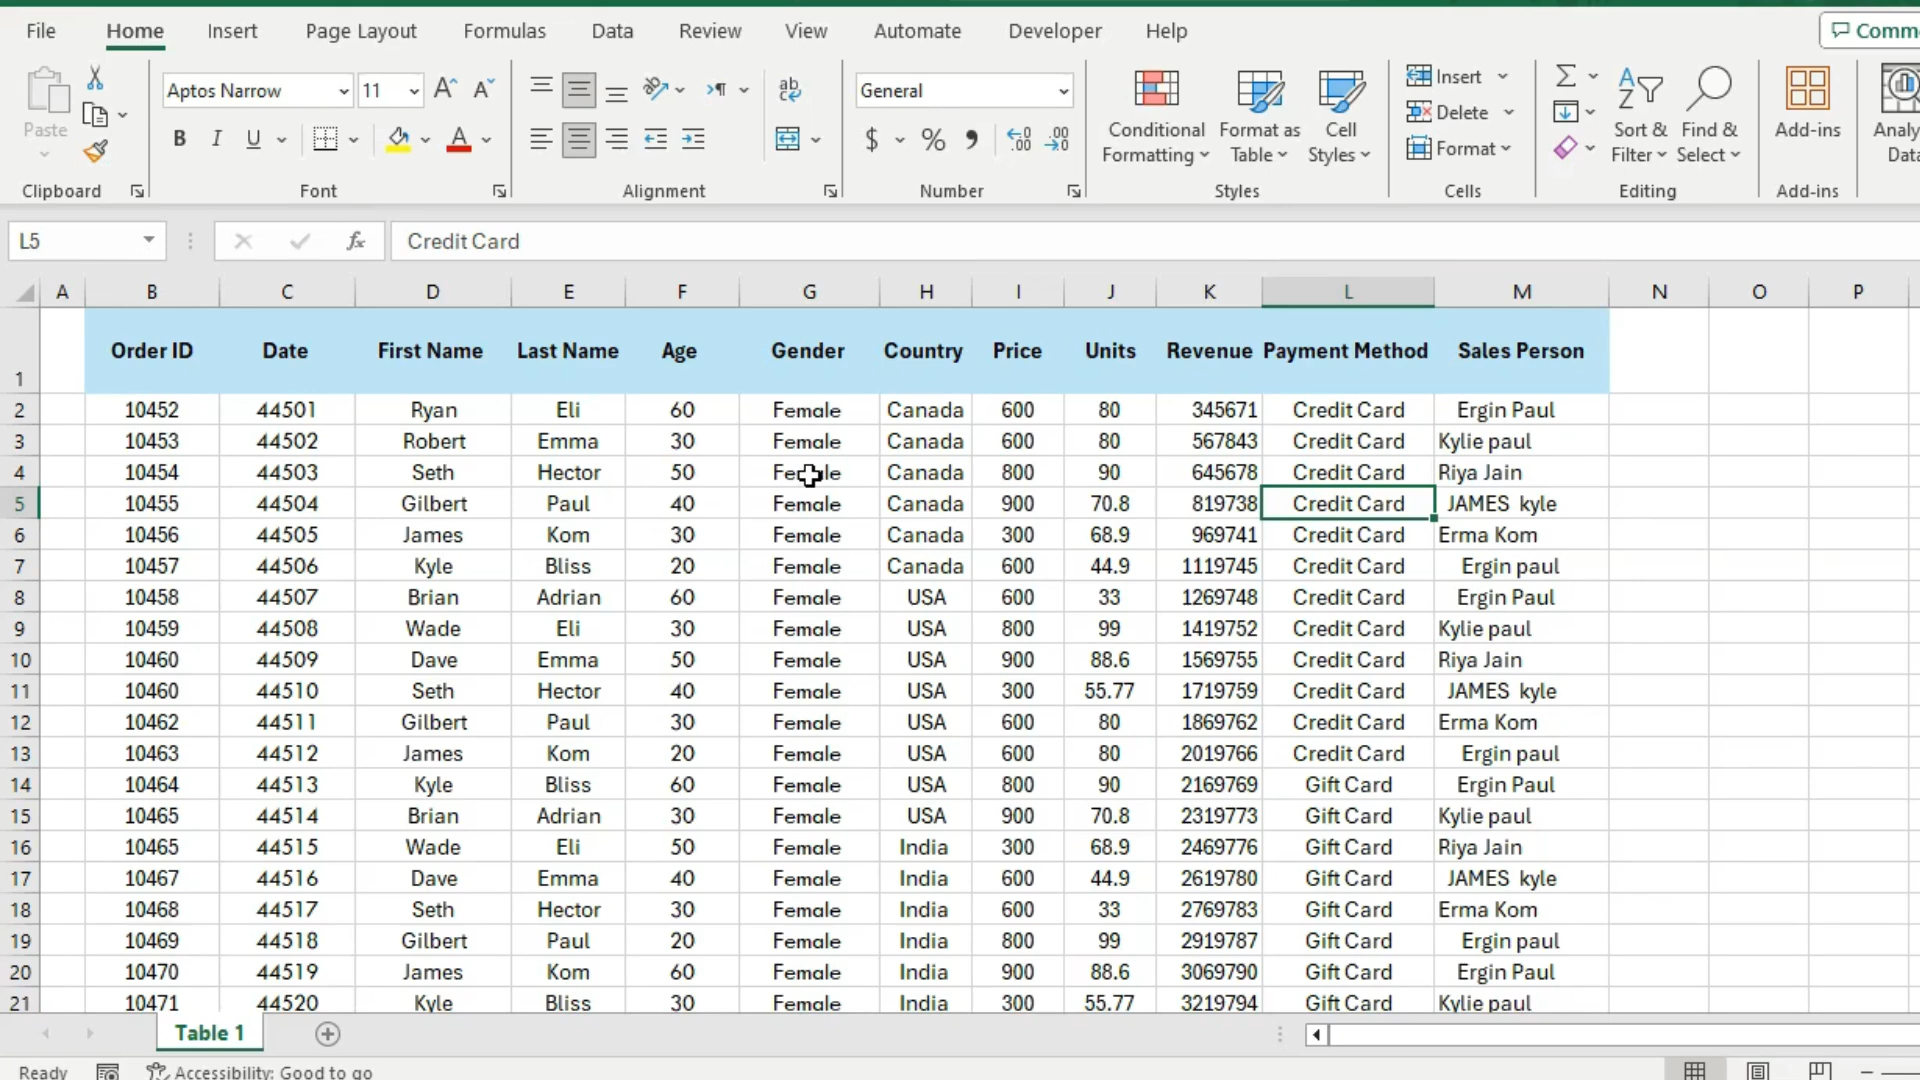 File Home Insert Page Layout Formulas Data Review View Automate Developer Help
Paste
Aptos Narrow 11
B I U
General
$ % 9
Conditional Formatting
Format as Table
Cell Styles
Insert
Delete
Format
Sort & Filter
Find & Select
Add-ins
Clipboard Font Alignment Number Styles Cells Editing Add-ins
L5 fx Credit Card
A B C D E F G H I J K L M N O P
1 Order ID Date First Name Last Name Age Gender Country Price Units Revenue Payment Method Sales Person
2 10452 44501 Ryan Eli 60 Female Canada 600 80 345671 Credit Card Ergin Paul
3 10453 44502 Robert Emma 30 Female Canada 600 80 567843 Credit Card Kylie paul
4 10454 44503 Seth Hector 50 Female Canada 800 90 645678 Credit Card Riya Jain
5 10455 44504 Gilbert Paul 40 Female Canada 900 70.8 819738 Credit Card JAMES kyle
6 10456 44505 James Kom 30 Female Canada 300 68.9 969741 Credit Card Erma Kom
7 10457 44506 Kyle Bliss 20 Female Canada 600 44.9 1119745 Credit Card Ergin paul
8 10458 44507 Brian Adrian 60 Female USA 600 33 1269748 Credit Card Ergin Paul
9 10459 44508 Wade Eli 30 Female USA 800 99 1419752 Credit Card Kylie paul
10 10460 44509 Dave Emma 50 Female USA 900 88.6 1569755 Credit Card Riya Jain
11 10460 44510 Seth Hector 40 Female USA 300 55.77 1719759 Credit Card JAMES kyle
12 10462 44511 Gilbert Paul 30 Female USA 600 80 1869762 Credit Card Erma Kom
13 10463 44512 James Kom 20 Female USA 600 80 2019766 Credit Card Ergin paul
14 10464 44513 Kyle Bliss 60 Female USA 800 90 2169769 Gift Card Ergin Paul
15 10465 44514 Brian Adrian 30 Female USA 900 70.8 2319773 Gift Card Kylie paul
16 10465 44515 Wade Eli 50 Female India 300 68.9 2469776 Gift Card Riya Jain
17 10467 44516 Dave Emma 40 Female India 600 44.9 2619780 Gift Card JAMES kyle
18 10468 44517 Seth Hector 30 Female India 600 33 2769783 Gift Card Erma Kom
19 10469 44518 Gilbert Paul 20 Female India 800 99 2919787 Gift Card Ergin paul
20 10470 44519 James Kom 60 Female India 900 88.6 3069790 Gift Card Ergin Paul
21 10471 44520 Kyle Bliss 30 Female India 300 55.77 3219794 Gift Card Kylie paul
Table 1
Ready Accessibility: Good to go